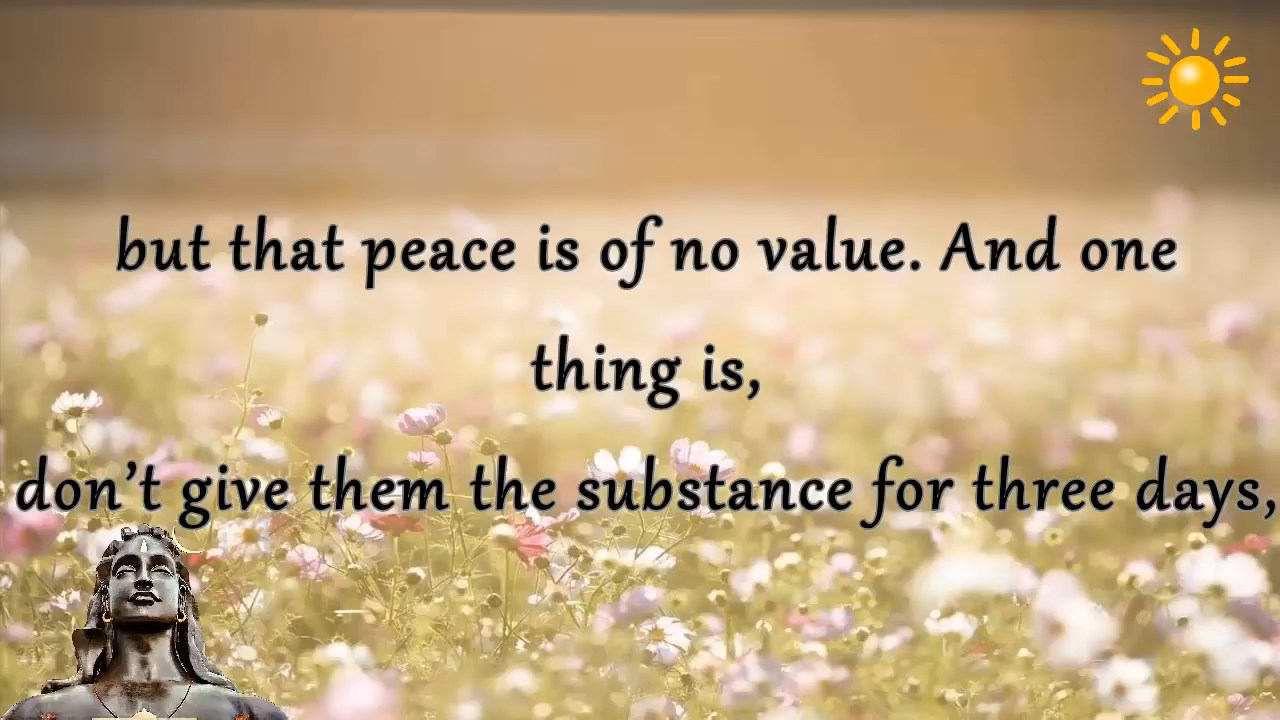 but that peace is of no value. And one
thing is,
don’t give them the substance for three days,